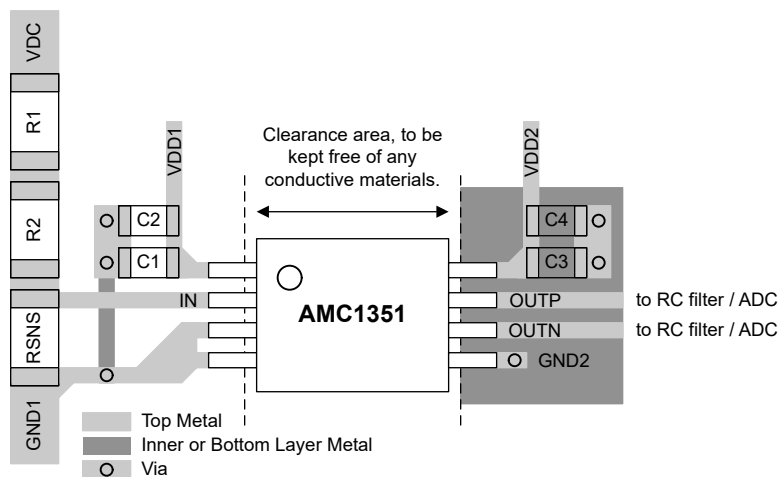 VDC
R1
R2
RSNS
GND1
VDD1
C2
C1
IN
Clearance area, to be
kept free of any
conductive materials.
AMC1351
VDD2
C4
C3
OUTP
to RC filter / ADC
OUTN
to RC filter / ADC
GND2
Top Metal
Inner or Bottom Layer Metal
Via